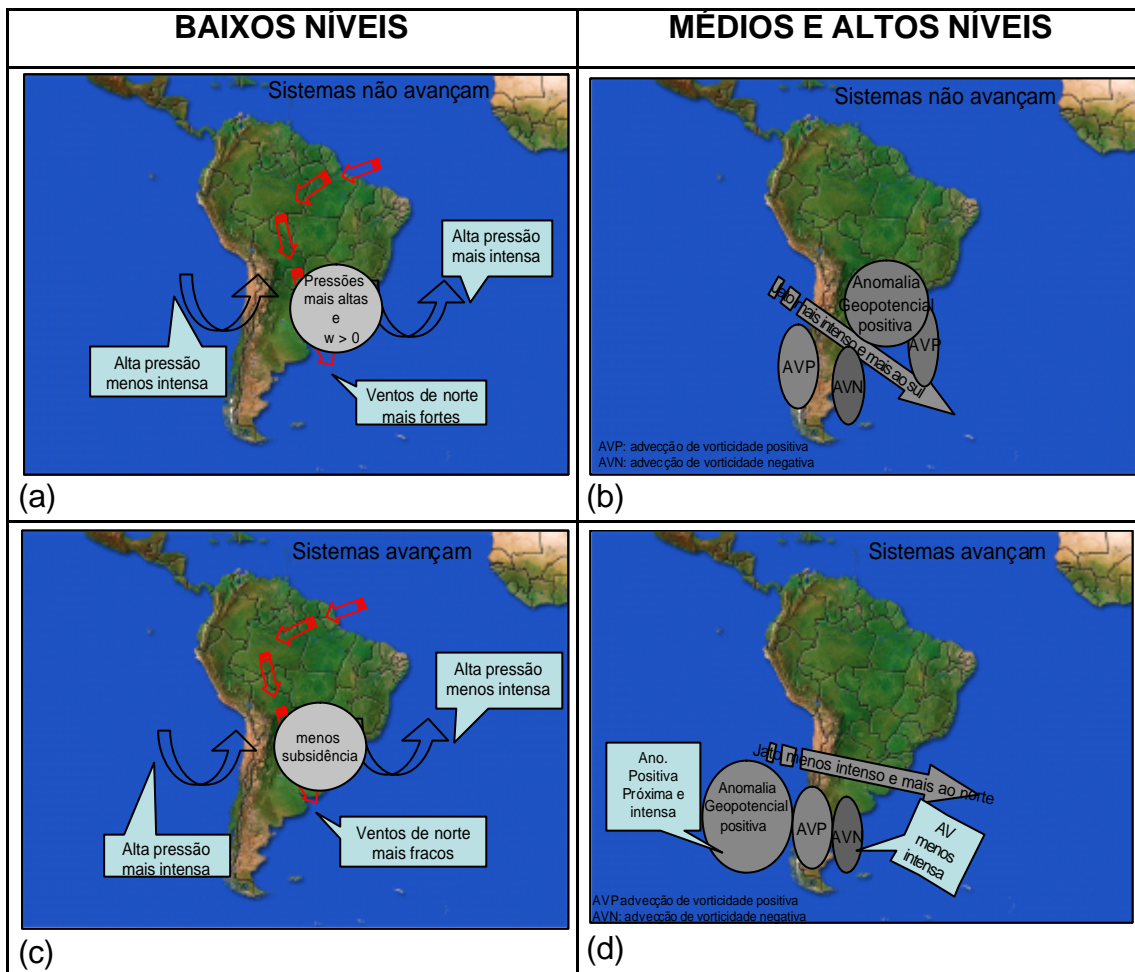 BAIXOS NÍVEIS
MÉDIOS E ALTOS NÍVEIS
Sistemas não avançam
Alta pressão
mais intensa
Pressões
mais altas
e
w > 0
Alta pressão
menos intensa
Ventos de norte
mais fortes
(a)
Sistemas não avançam
Anomalia
Geopotencial
positiva
Jato mais intenso e mais ao sul
AVP
AVP
AVN
AVP: advecção de vorticidade positiva
AVN: advecção de vorticidade negativa
(b)
Sistemas avançam
Alta pressão
menos intensa
menos
subsidência
Alta pressão
mais intensa
Ventos de norte
mais fracos
(c)
Sistemas avançam
Jato menos intenso e mais ao norte
Ano.
Positiva
Próxima e
intensa
Anomalia
Geopotencial
positiva
AVP
AVN
AV
menos
intensa
AVPadvecção de vorticidade positiva
AVN: advecção de vorticidade negativa
(d)